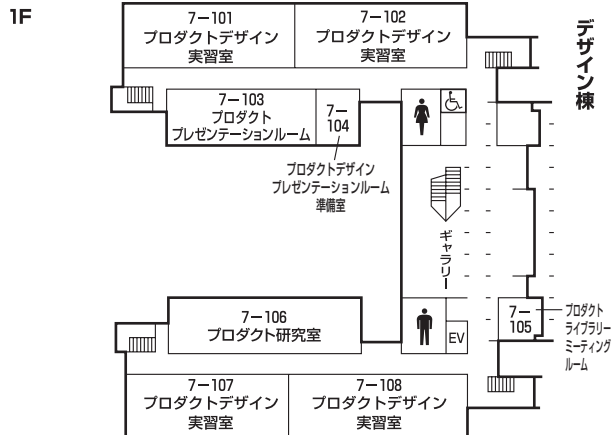 1F
デザイン棟
7－101
プロダクトデザイン
実習室
7－102
プロダクトデザイン
実習室
7－103
プロダクト
プレゼンテーションルーム
7－
104
プロダクトデザイン
プレゼンテーションルーム
準備室
ギャラリー
7－106
プロダクト研究室
EV
7－
105
プロダクト
ライブラリー
ミーティング
ルーム
7－107
プロダクトデザイン
実習室
7－108
プロダクトデザイン
実習室